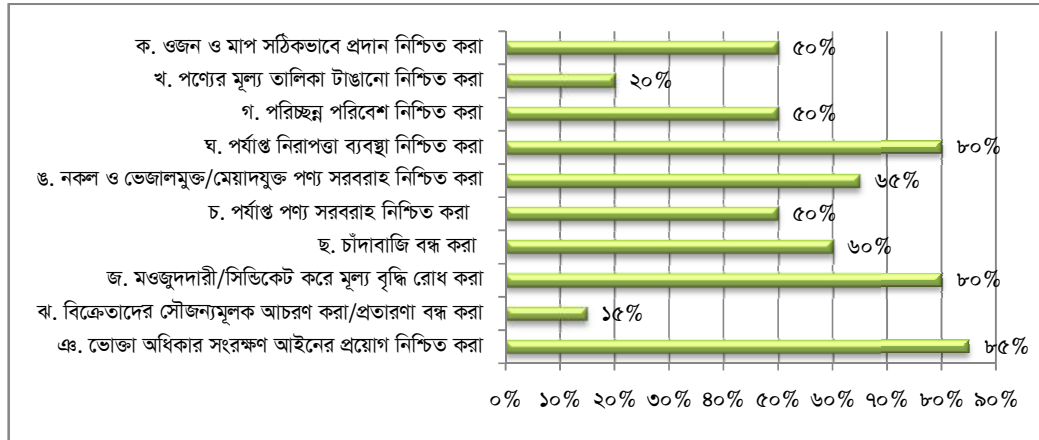 ক. ওজন ও মাপ সঠিকভাবে প্রদান নিশ্চিত করা ৫০%
খ. পণ্যের মূল্য তালিকা টাঙানো নিশ্চিত করা ২০%
গ. পরিচ্ছন্ন পরিবেশ নিশ্চিত করা ৫০%
ঘ. পর্যাপ্ত নিরাপত্তা ব্যবস্থা নিশ্চিত করা ৮০%
ঙ. নকল ও ভেজালমুক্ত/মেয়াদযুক্ত পণ্য সরবরাহ নিশ্চিত করা ৬৫%
চ. পর্যাপ্ত পণ্য সরবরাহ নিশ্চিত করা ৫০%
ছ. চাঁদাবাজি বন্ধ করা ৬০%
জ. মওজুদদারী/সিন্ডিকেট করে মূল্য বৃদ্ধি রোধ করা ৮০%
ঝ. বিক্রেতাদের সৌজন্যমূলক আচরণ করা/প্রতারণা বন্ধ করা ১৫%
ঞ. ভোক্তা অধিকার সংরক্ষণ আইনের প্রয়োগ নিশ্চিত করা ৮৫%
০% ১০% ২০% ৩০% ৪০% ৫০% ৬০% ৭০% ৮০% ৯০%